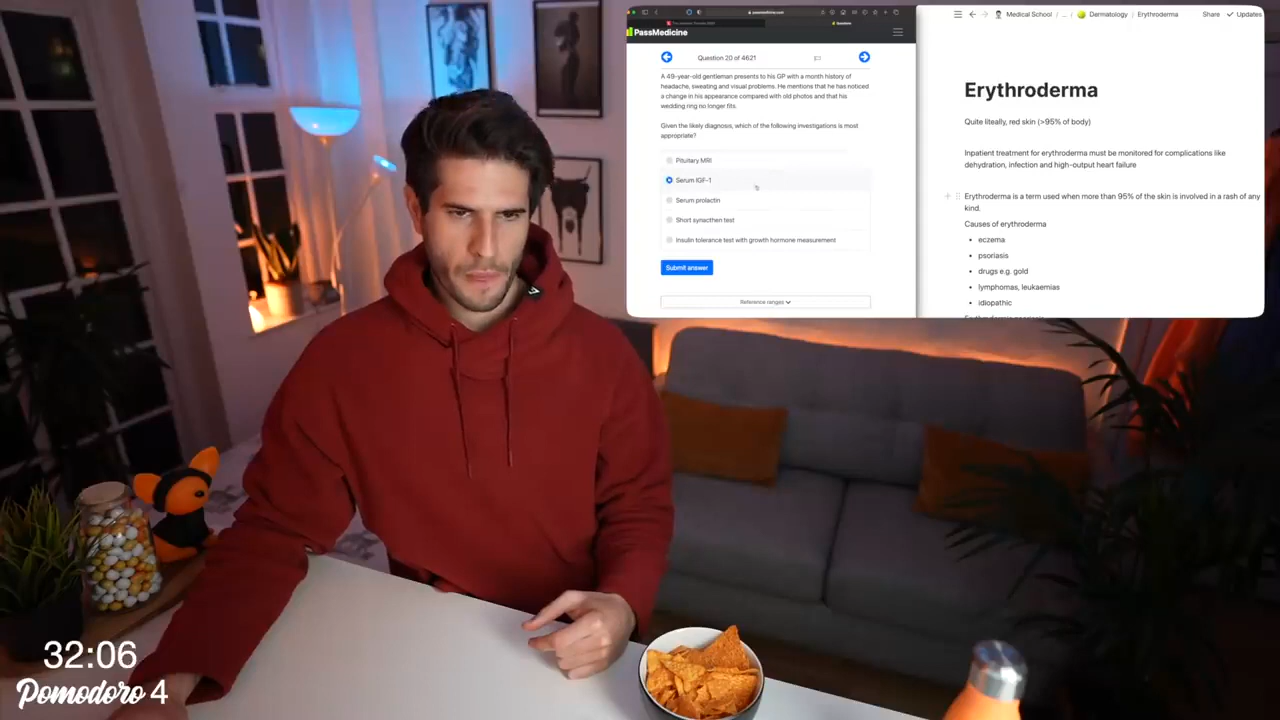 passmedicine.com
Questions
PassMedicine
Question 20 of 4621
A 49-year-old gentleman presents to his GP with a month history of
headache, sweating and visual problems. He mentions that he has noticed
a change in his appearance compared with old photos and that his
wedding ring no longer fits.
Given the likely diagnosis, which of the following investigations is most
appropriate?
Pituitary MRI
Serum IGF-1
Serum prolactin
Short synacthen test
Insulin tolerance test with growth hormone measurement
Submit answer
Reference ranges
Medical School / ... / Dermatology / Erythroderma
Share Updates
Erythroderma
Quite literally, red skin (>95% of body)
Inpatient treatment for erythroderma must be monitored for complications like
dehydration, infection and high-output heart failure
Erythroderma is a term used when more than 95% of the skin is involved in a rash of any
kind.
Causes of erythroderma
• eczema
• psoriasis
• drugs e.g. gold
• lymphomas, leukaemias
• idiopathic
32:06
Pomodoro 4